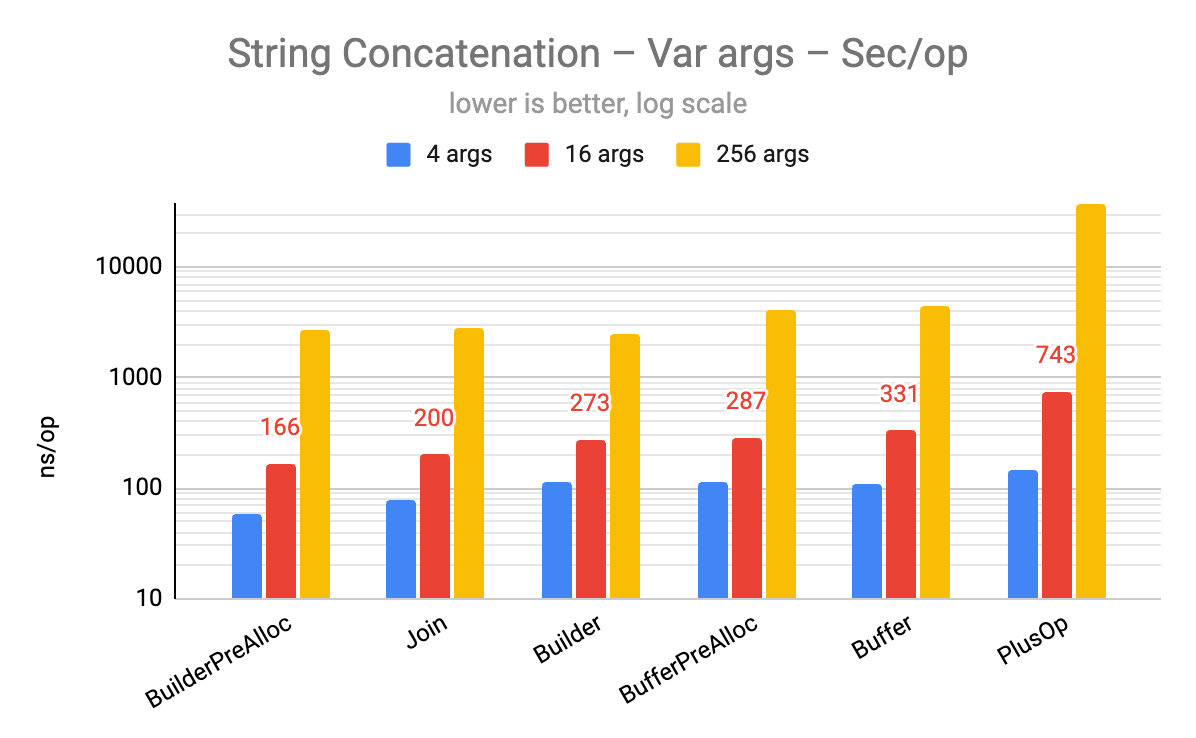 String Concatenation – Var args – Sec/op
lower is better, log scale
4 args 16 args 256 args
10000
1000
100
10
ns/op
166 200 273 287 331 743
BuilderPreAlloc Join Builder BufferPreAlloc Buffer PlusOp